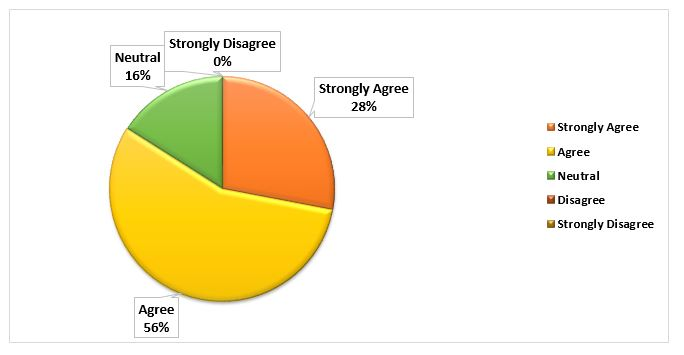 Strongly Disagree
0%
Neutral
16%
Strongly Agree
28%
Agree
56%
Strongly Agree
Agree
Neutral
Disagree
Strongly Disagree